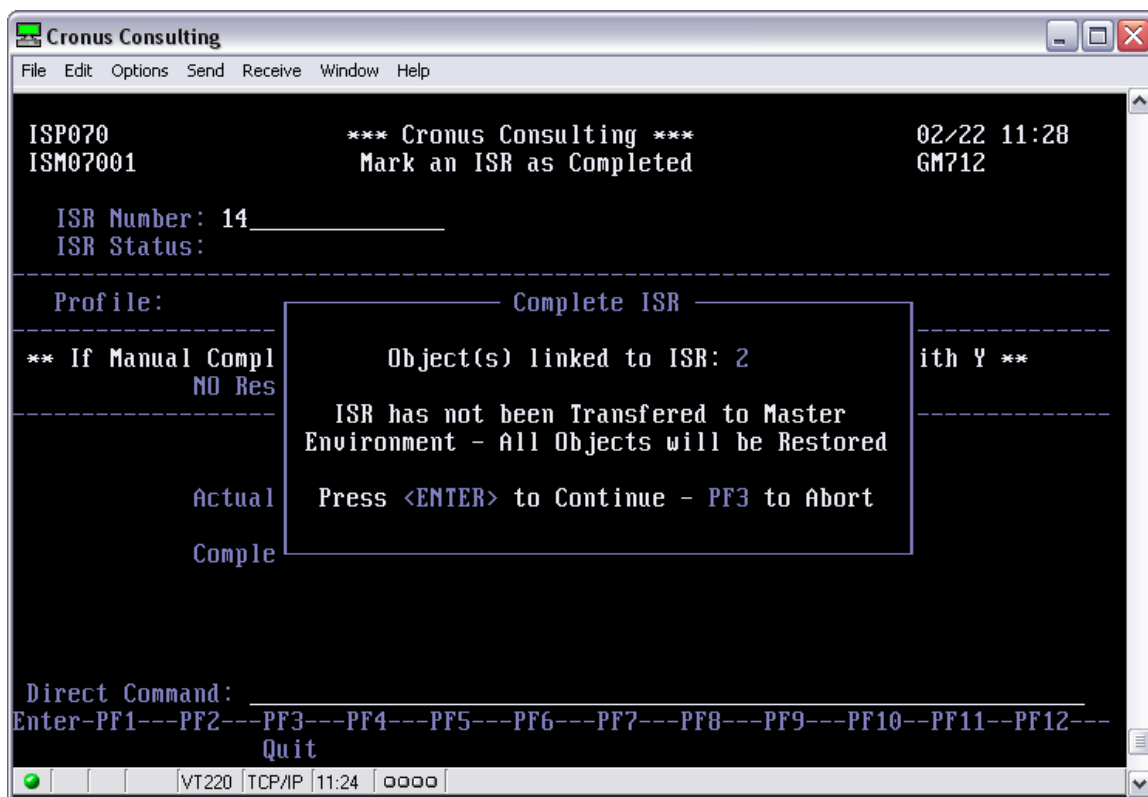 Cronus Consulting
File Edit Options Send Receive Window Help
ISP070 *** Cronus Consulting *** 02/22 11:28
ISM07001 Mark an ISR as Completed GM712
ISR Number: 14
ISR Status:
Profile:
Complete ISR
** If Manual Compl
ith Y **
NO Res
Object(s) linked to ISR: 2
ISR has not been Transfered to Master
Environment - All Objects will be Restored
Actual
Press <ENTER> to Continue - PF3 to Abort
Comple
Direct Command:
Enter-PF1---PF2---PF3---PF4---PF5---PF6---PF7---PF8---PF9---PF10--PF11--PF12---
Quit
VT220 TCP/IP 11:24